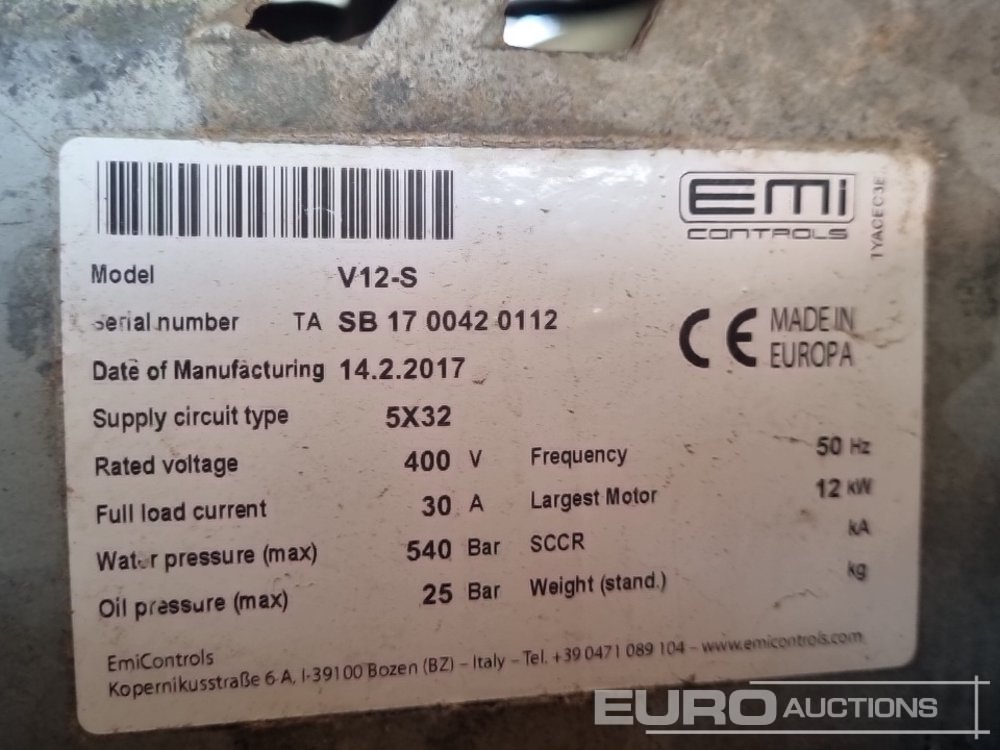 EMi
CONTROLS
TYACEC3E
Model V12-S
Serial number TA SB 17 0042 0112
Date of Manufacturing 14.2.2017
CE MADE IN
EUROPA
Supply circuit type 5X32
Rated voltage 400 V Frequency 50 Hz
Full load current 30 A Largest Motor 12 kW
Water pressure (max) 540 Bar SCCR kA
Oil pressure (max) 25 Bar Weight (stand.) kg
EmiControls
Kopernikusstraße 6-A, I-39100 Bozen (BZ) – Italy – Tel. +39 0471 089 104 – www.emicontrols.com
EURO AUCTIONS